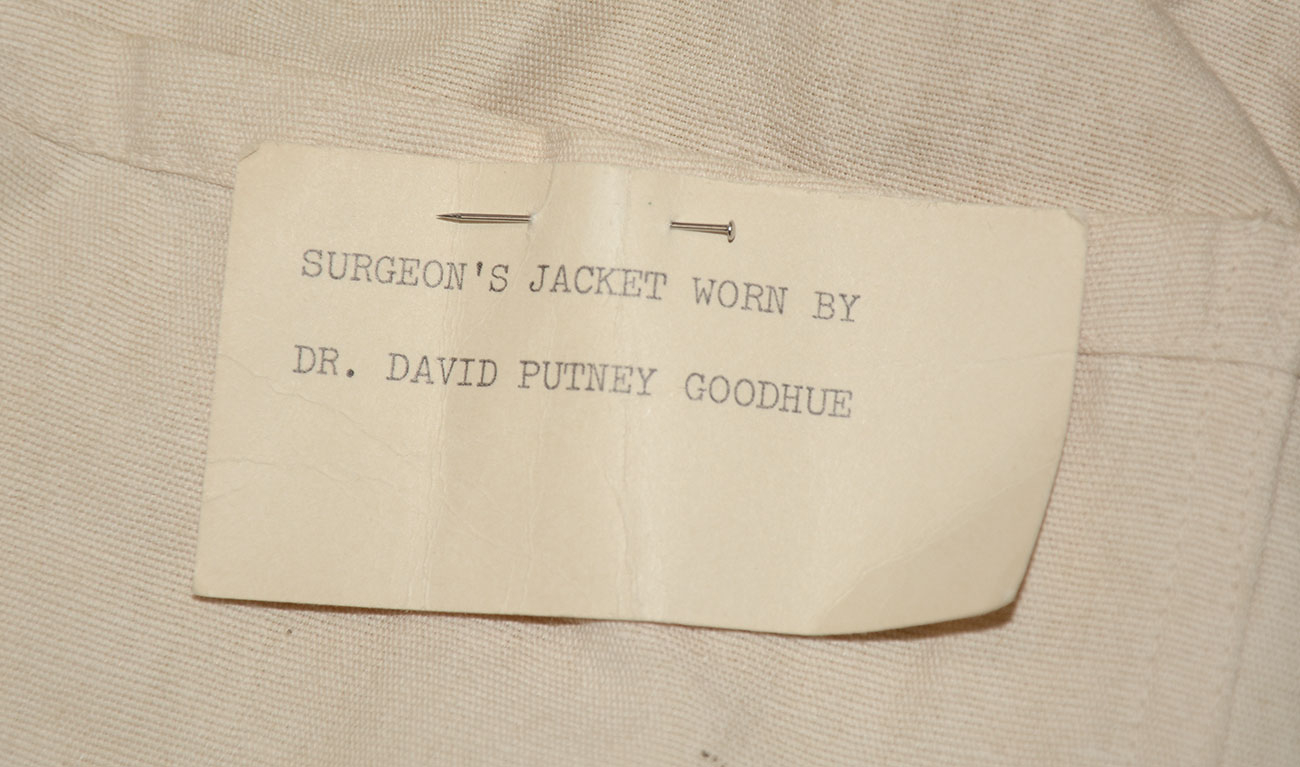 SURGEON'S JACKET WORN BY
DR. DAVID PUTNEY GOODHUE